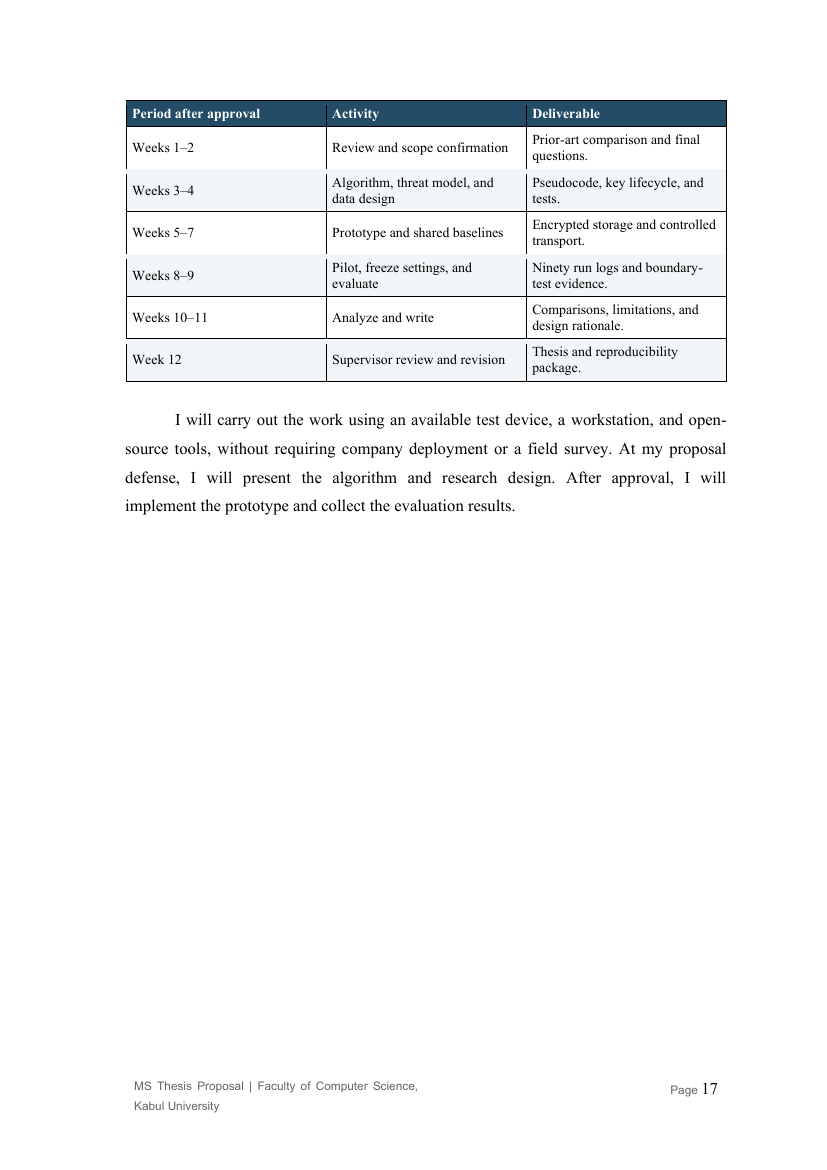 Period after approval Activity Deliverable
Weeks 1–2 Review and scope confirmation Prior-art comparison and final
questions.
Weeks 3–4 Algorithm, threat model, and
data design Pseudocode, key lifecycle, and
tests.
Weeks 5–7 Prototype and shared baselines Encrypted storage and controlled
transport.
Weeks 8–9 Pilot, freeze settings, and
evaluate Ninety run logs and boundary-
test evidence.
Weeks 10–11 Analyze and write Comparisons, limitations, and
design rationale.
Week 12 Supervisor review and revision Thesis and reproducibility
package.
I will carry out the work using an available test device, a workstation, and open-
source tools, without requiring company deployment or a field survey. At my proposal
defense, I will present the algorithm and research design. After approval, I will
implement the prototype and collect the evaluation results.
MS Thesis Proposal | Faculty of Computer Science,
Kabul University
Page 17